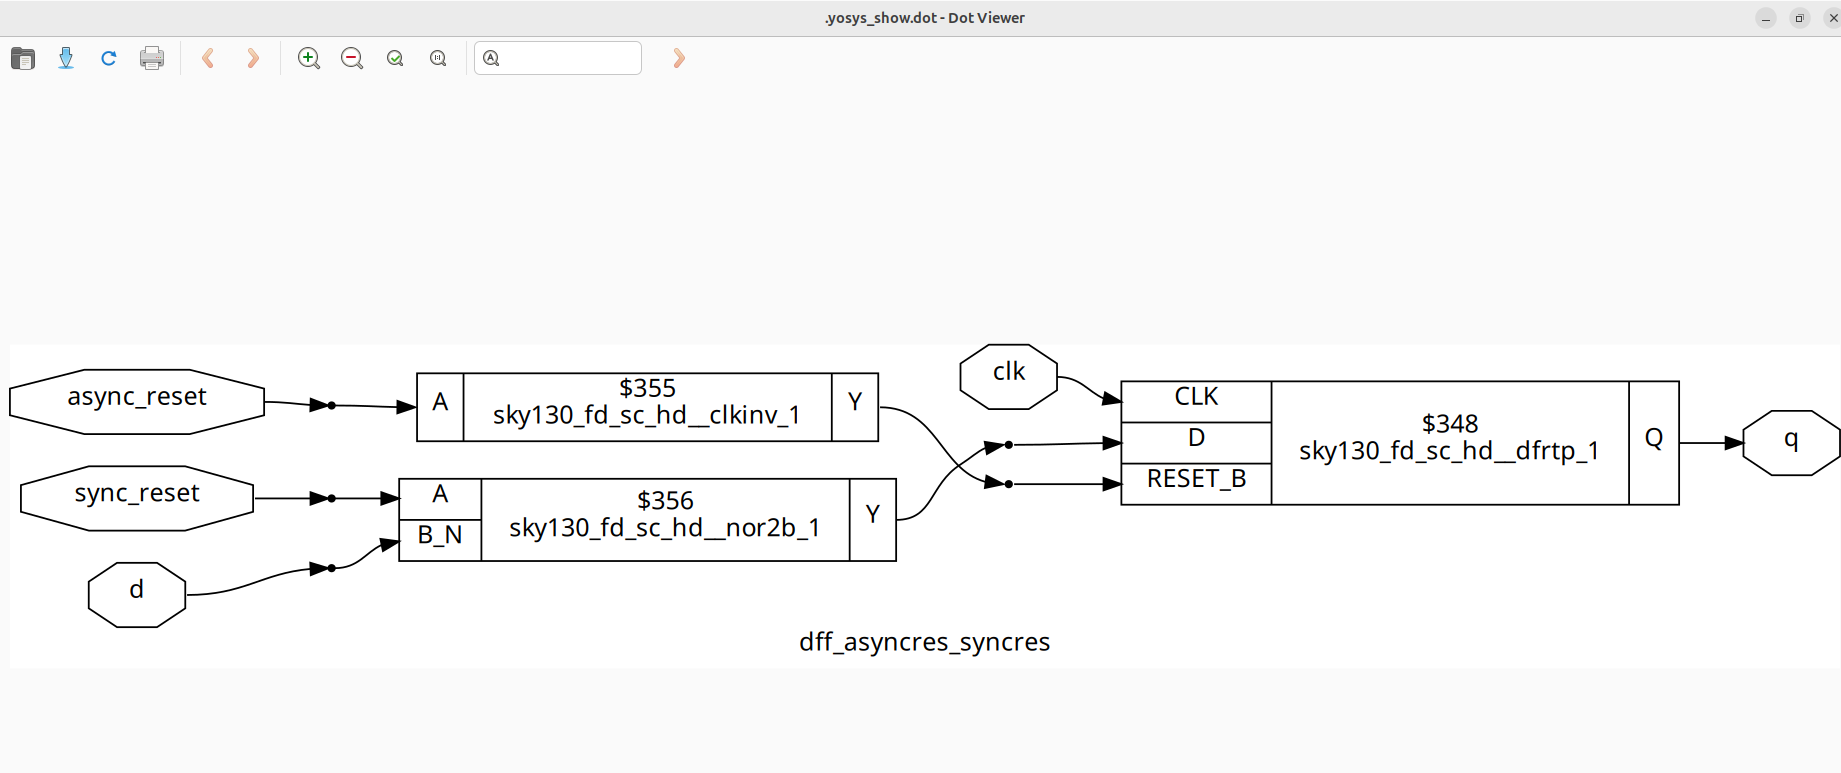 .yosys_show.dot - Dot Viewer
async_reset
A
$355
sky130_fd_sc_hd__clkinv_1
Y
sync_reset
d
A
B_N
$356
sky130_fd_sc_hd__nor2b_1
Y
clk
CLK
D
RESET_B
$348
sky130_fd_sc_hd__dfrtp_1
Q
q
dff_asyncres_syncres